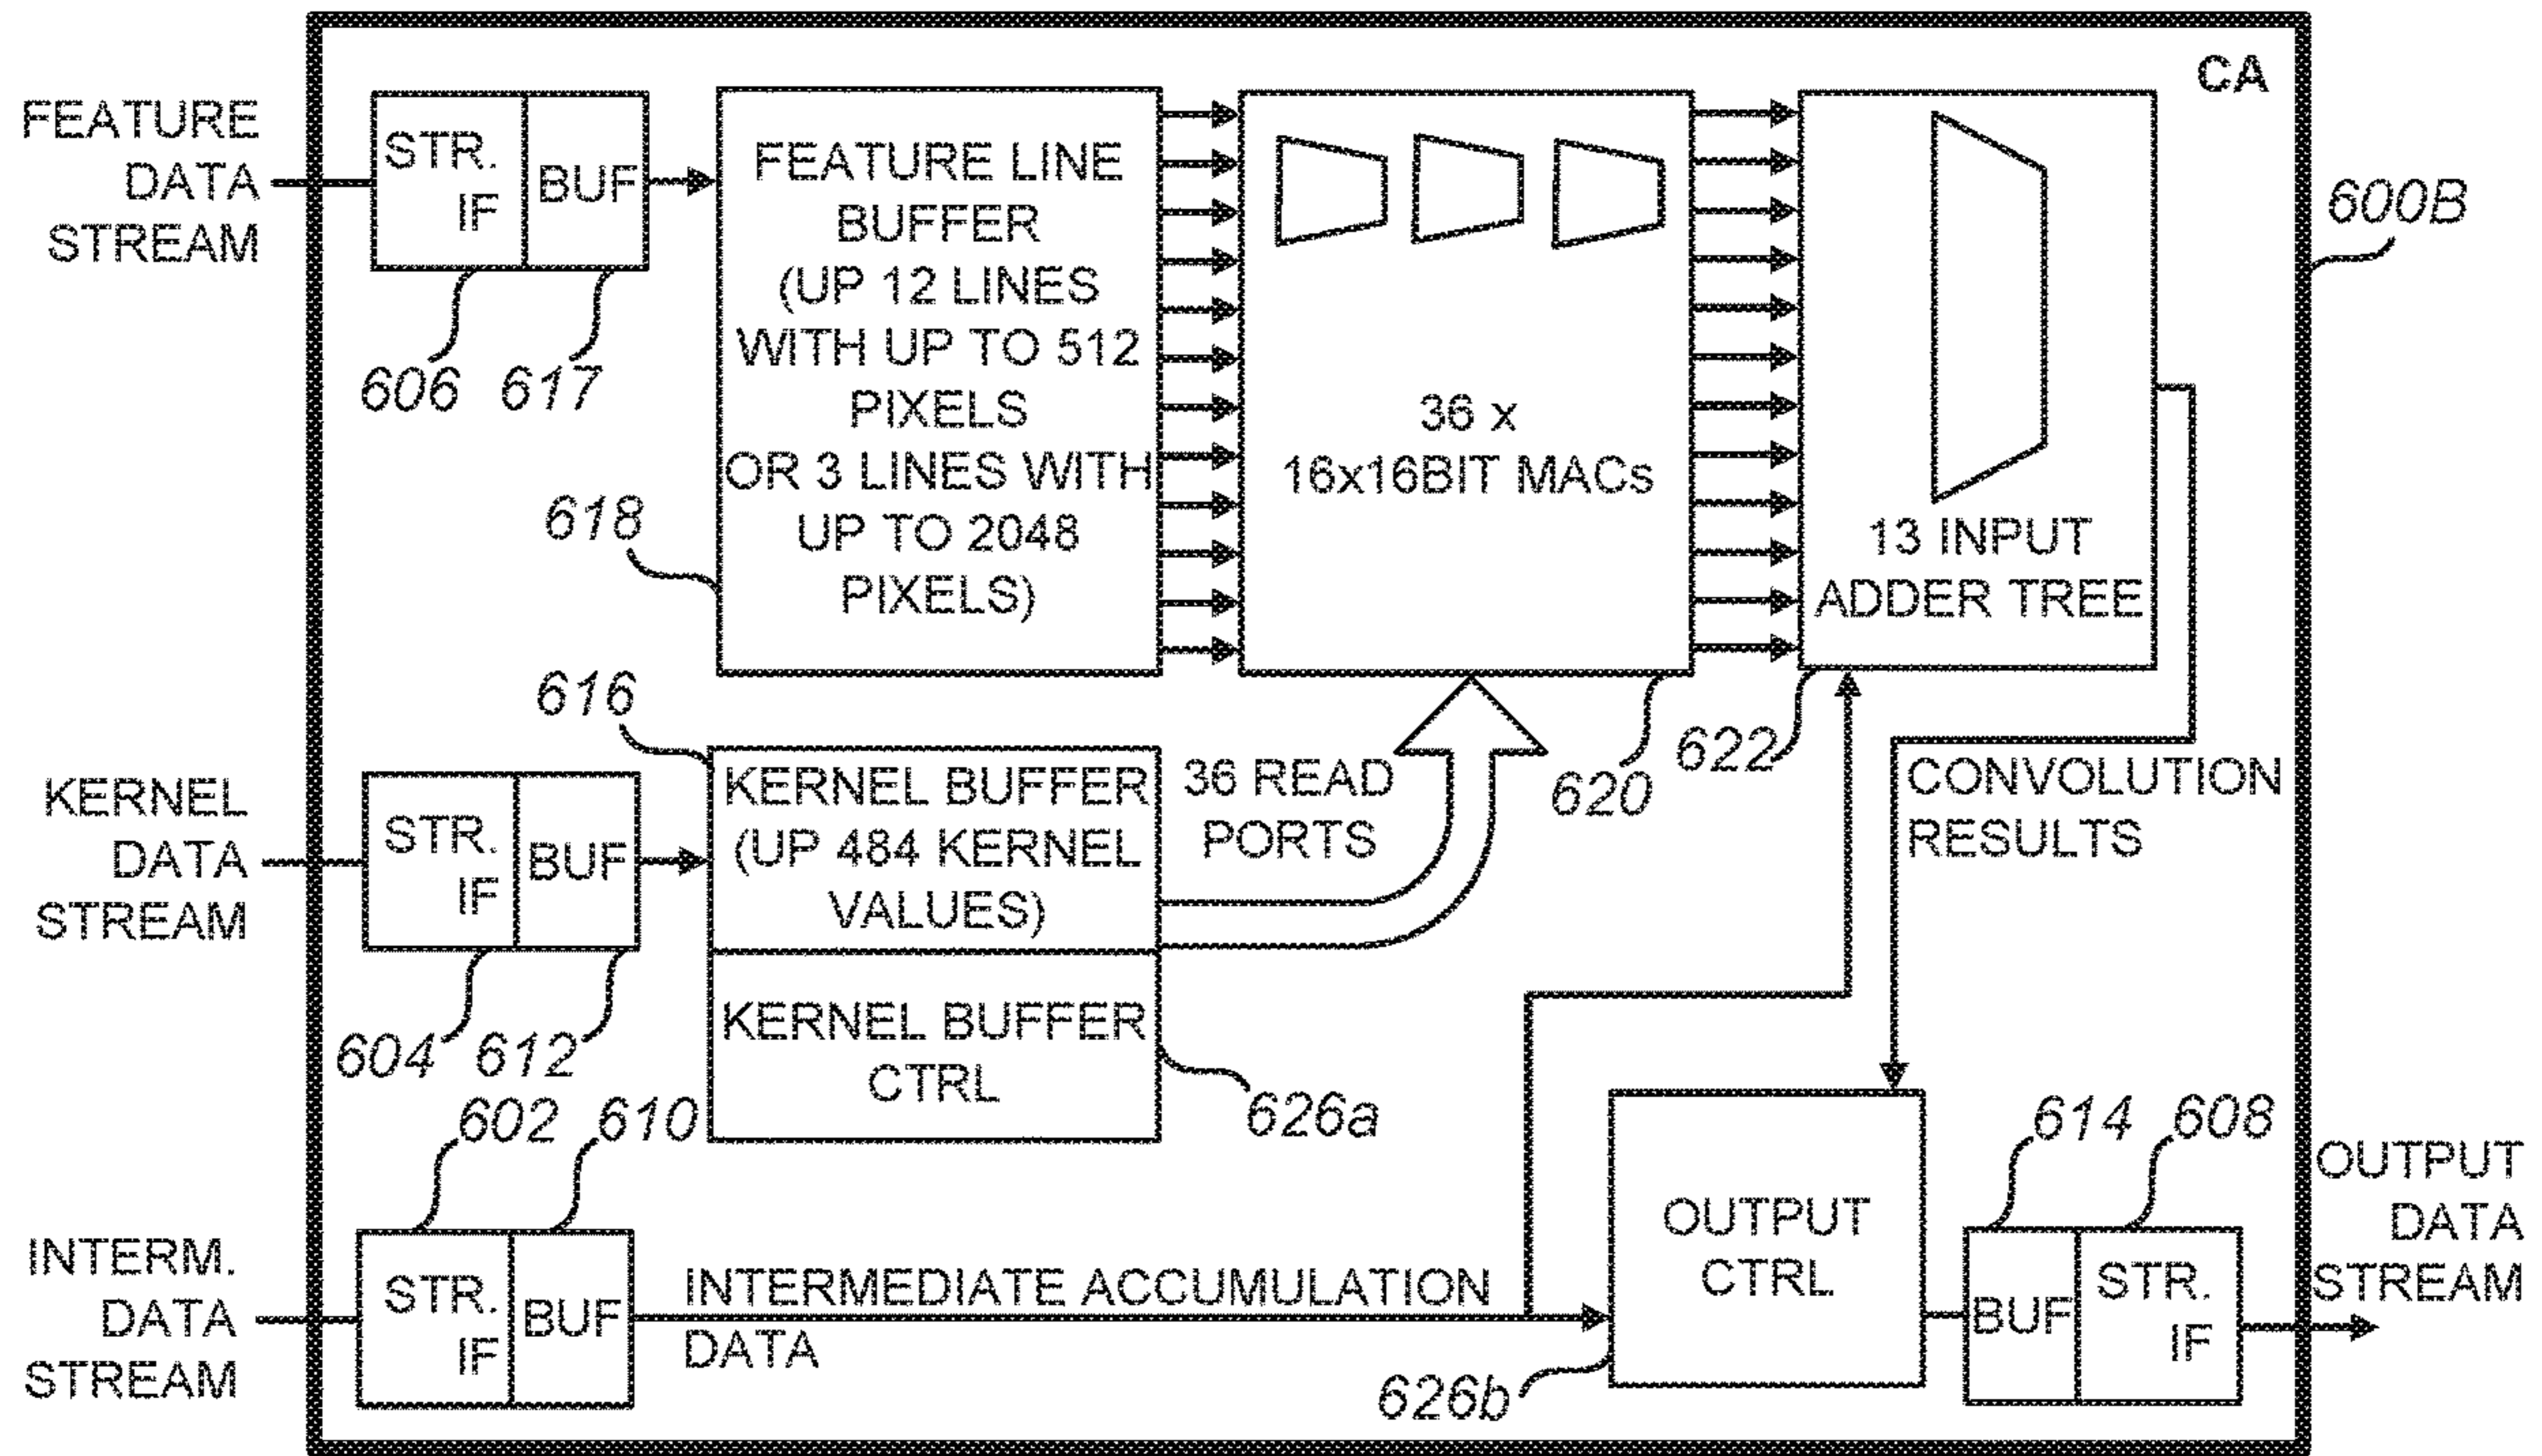 CA
600B
FEATURE
DATA
STREAM
STR.
IF
BUF
606
617
FEATURE LINE
BUFFER
(UP 12 LINES
WITH UP TO 512
PIXELS
OR 3 LINES WITH
UP TO 2048
PIXELS)
618
36 x
16x16BIT MACs
620
13 INPUT
ADDER TREE
622
KERNEL
DATA
STREAM
STR.
IF
BUF
604
612
616
KERNEL BUFFER
(UP 484 KERNEL
VALUES)
KERNEL BUFFER
CTRL
626a
36 READ
PORTS
CONVOLUTION
RESULTS
INTERM.
DATA
STREAM
602
610
STR.
IF
BUF
INTERMEDIATE ACCUMULATION
DATA
OUTPUT
CTRL
626b
614
608
BUF
STR.
IF
OUTPUT
DATA
STREAM